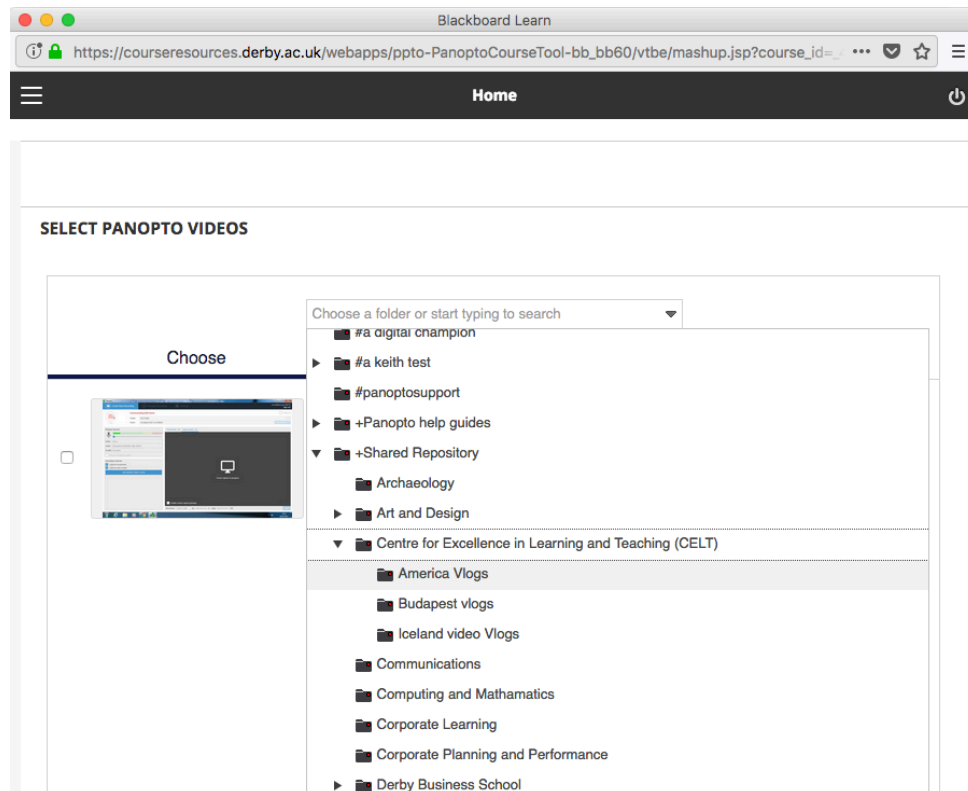 Blackboard Learn
https://courseresources.derby.ac.uk/webapps/ppto-PanoptoCourseTool-bb_bb60/vtbe/mashup.jsp?course_id=_
Home
SELECT PANOPTO VIDEOS
Choose a folder or start typing to search
#a digital champion
Choose
#a keith test
#panoptosupport
+Panopto help guides
+Shared Repository
Archaeology
Art and Design
Centre for Excellence in Learning and Teaching (CELT)
America Vlogs
Budapest vlogs
Iceland video Vlogs
Communications
Computing and Mathamatics
Corporate Learning
Corporate Planning and Performance
Derby Business School